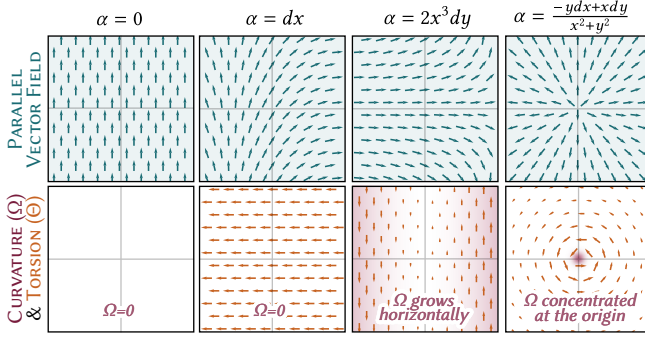 α = 0
α = dx
α = 2x³dy
α = \frac{-ydx+xdy}{x²+y²}
PARALLEL
VECTOR FIELD
CURVATURE (Ω)
& TORSION (Θ)
Ω=0
Ω=0
Ω grows
horizontally
Ω concentrated
at the origin